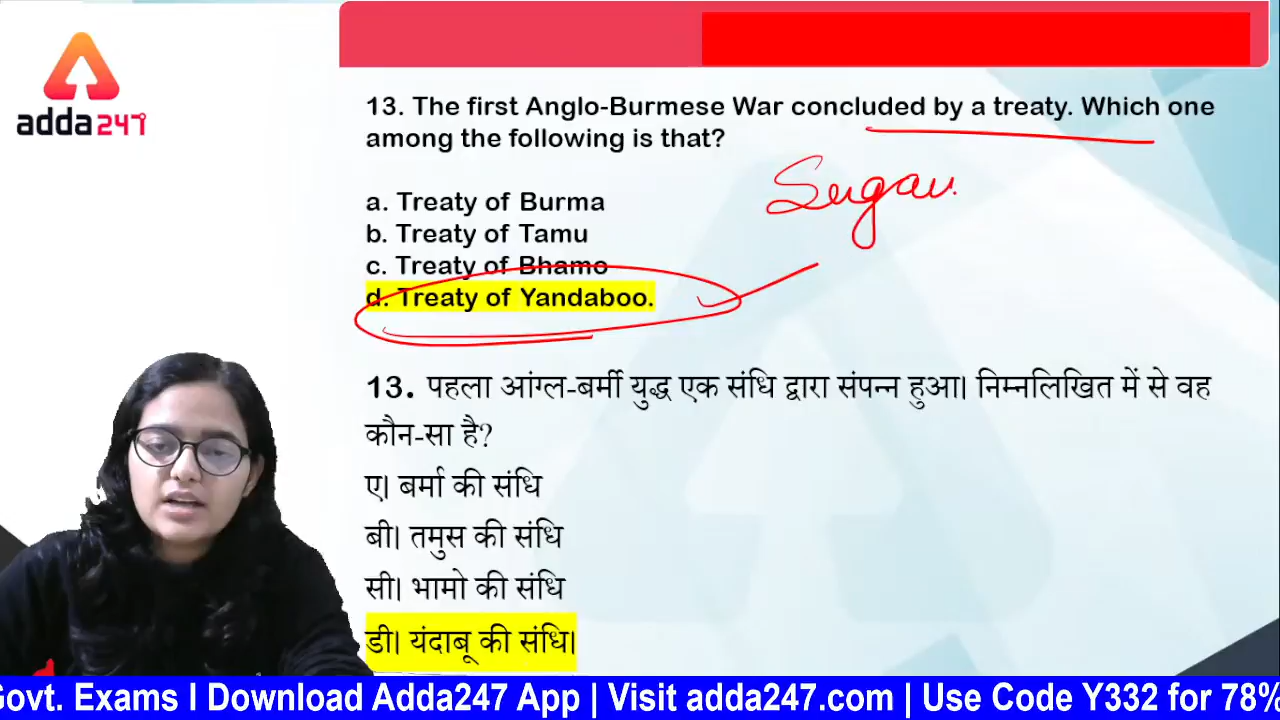 adda247
13. The first Anglo-Burmese War concluded by a treaty. Which one
among the following is that?
a. Treaty of Burma
b. Treaty of Tamu
c. Treaty of Bhamo
d. Treaty of Yandaboo.
13. पहला आंग्ल-बर्मी युद्ध एक संधि द्वारा संपन्न हुआ। निम्नलिखित में से वह
कौन-सा है?
ए। बर्मा की संधि
बी। तमुस की संधि
सी। भामो की संधि
डी। यंदाबू की संधि।
Govt. Exams I Download Adda247 App | Visit adda247.com | Use Code Y332 for 78%